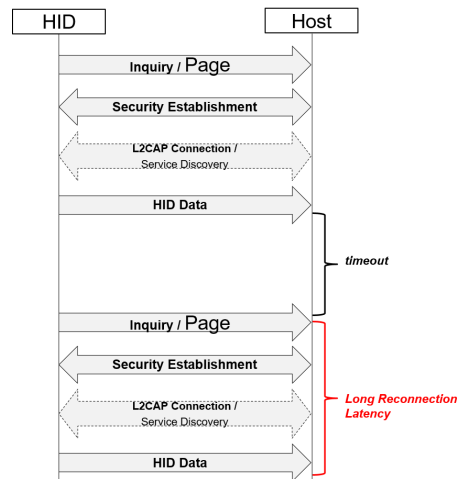 HID
Host
Inquiry / Page
Security Establishment
L2CAP Connection /
Service Discovery
HID Data
timeout
Inquiry / Page
Security Establishment
L2CAP Connection /
Service Discovery
HID Data
Long Reconnection
Latency